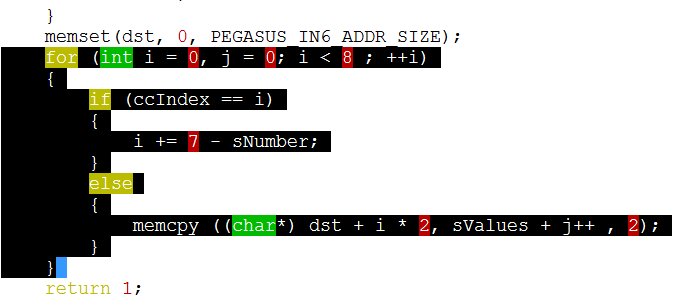 }
memset(dst, 0, PEGASUS_IN6_ADDR_SIZE);
for (int i = 0, j = 0; i < 8 ; ++i)
{
if (ccIndex == i)
{
i += 7 - sNumber;
}
else
{
memcpy ((char*) dst + i * 2, sValues + j++ , 2);
}
}
return 1;